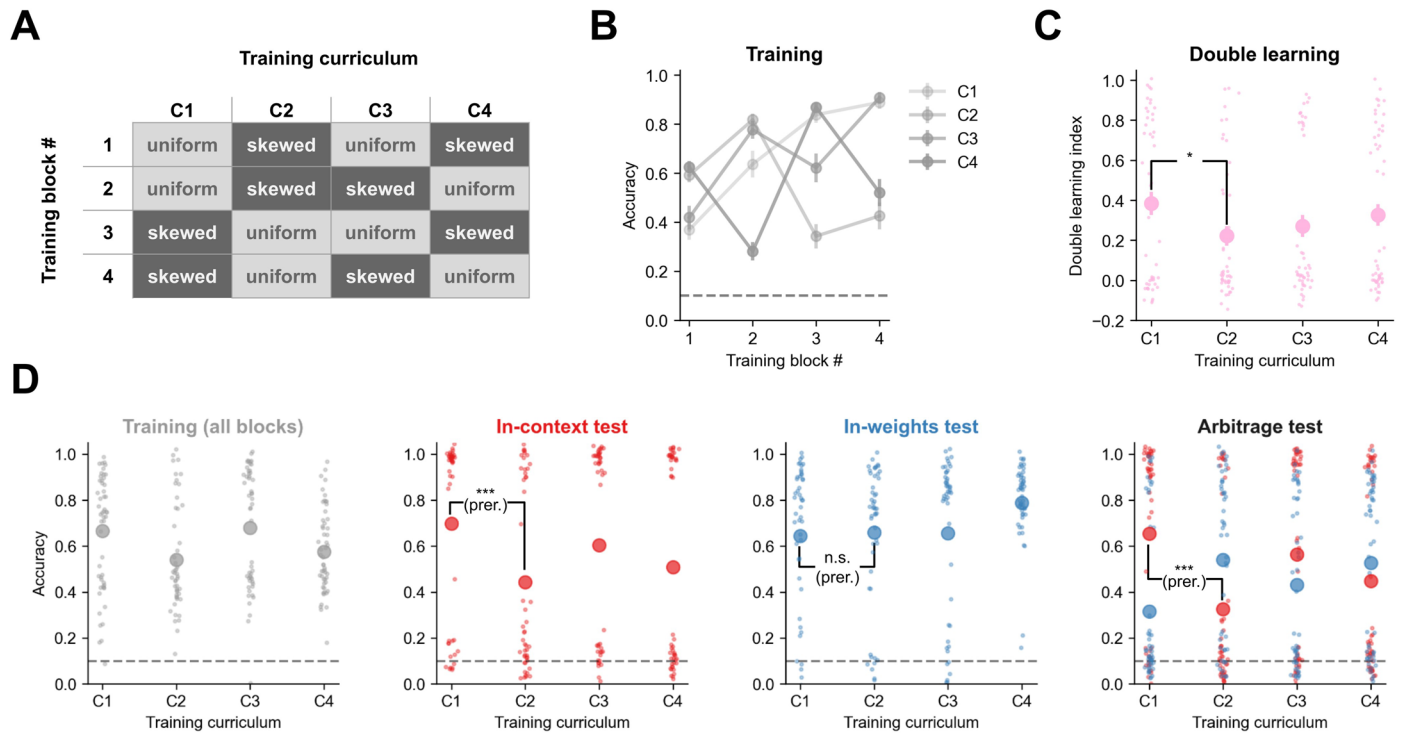 A
Training curriculum
C1 C2 C3 C4
Training block #
1 uniform skewed uniform skewed
2 uniform skewed skewed uniform
3 skewed uniform uniform skewed
4 skewed uniform skewed uniform
B
Training
Accuracy
1.0
0.8
0.6
0.4
0.2
0.0
1 2 3 4
Training block #
C1
C2
C3
C4
C
Double learning
Double learning index
1.0
0.8
0.6
0.4
0.2
0.0
−0.2
*
C1 C2 C3 C4
Training curriculum
D
Training (all blocks)
Accuracy
1.0
0.8
0.6
0.4
0.2
0.0
C1 C2 C3 C4
Training curriculum
In-context test
1.0
0.8
0.6
0.4
0.2
0.0
***
(prer.)
C1 C2 C3 C4
Training curriculum
In-weights test
1.0
0.8
0.6
0.4
0.2
0.0
n.s.
(prer.)
C1 C2 C3 C4
Training curriculum
Arbitrage test
1.0
0.8
0.6
0.4
0.2
0.0
***
(prer.)
C1 C2 C3 C4
Training curriculum